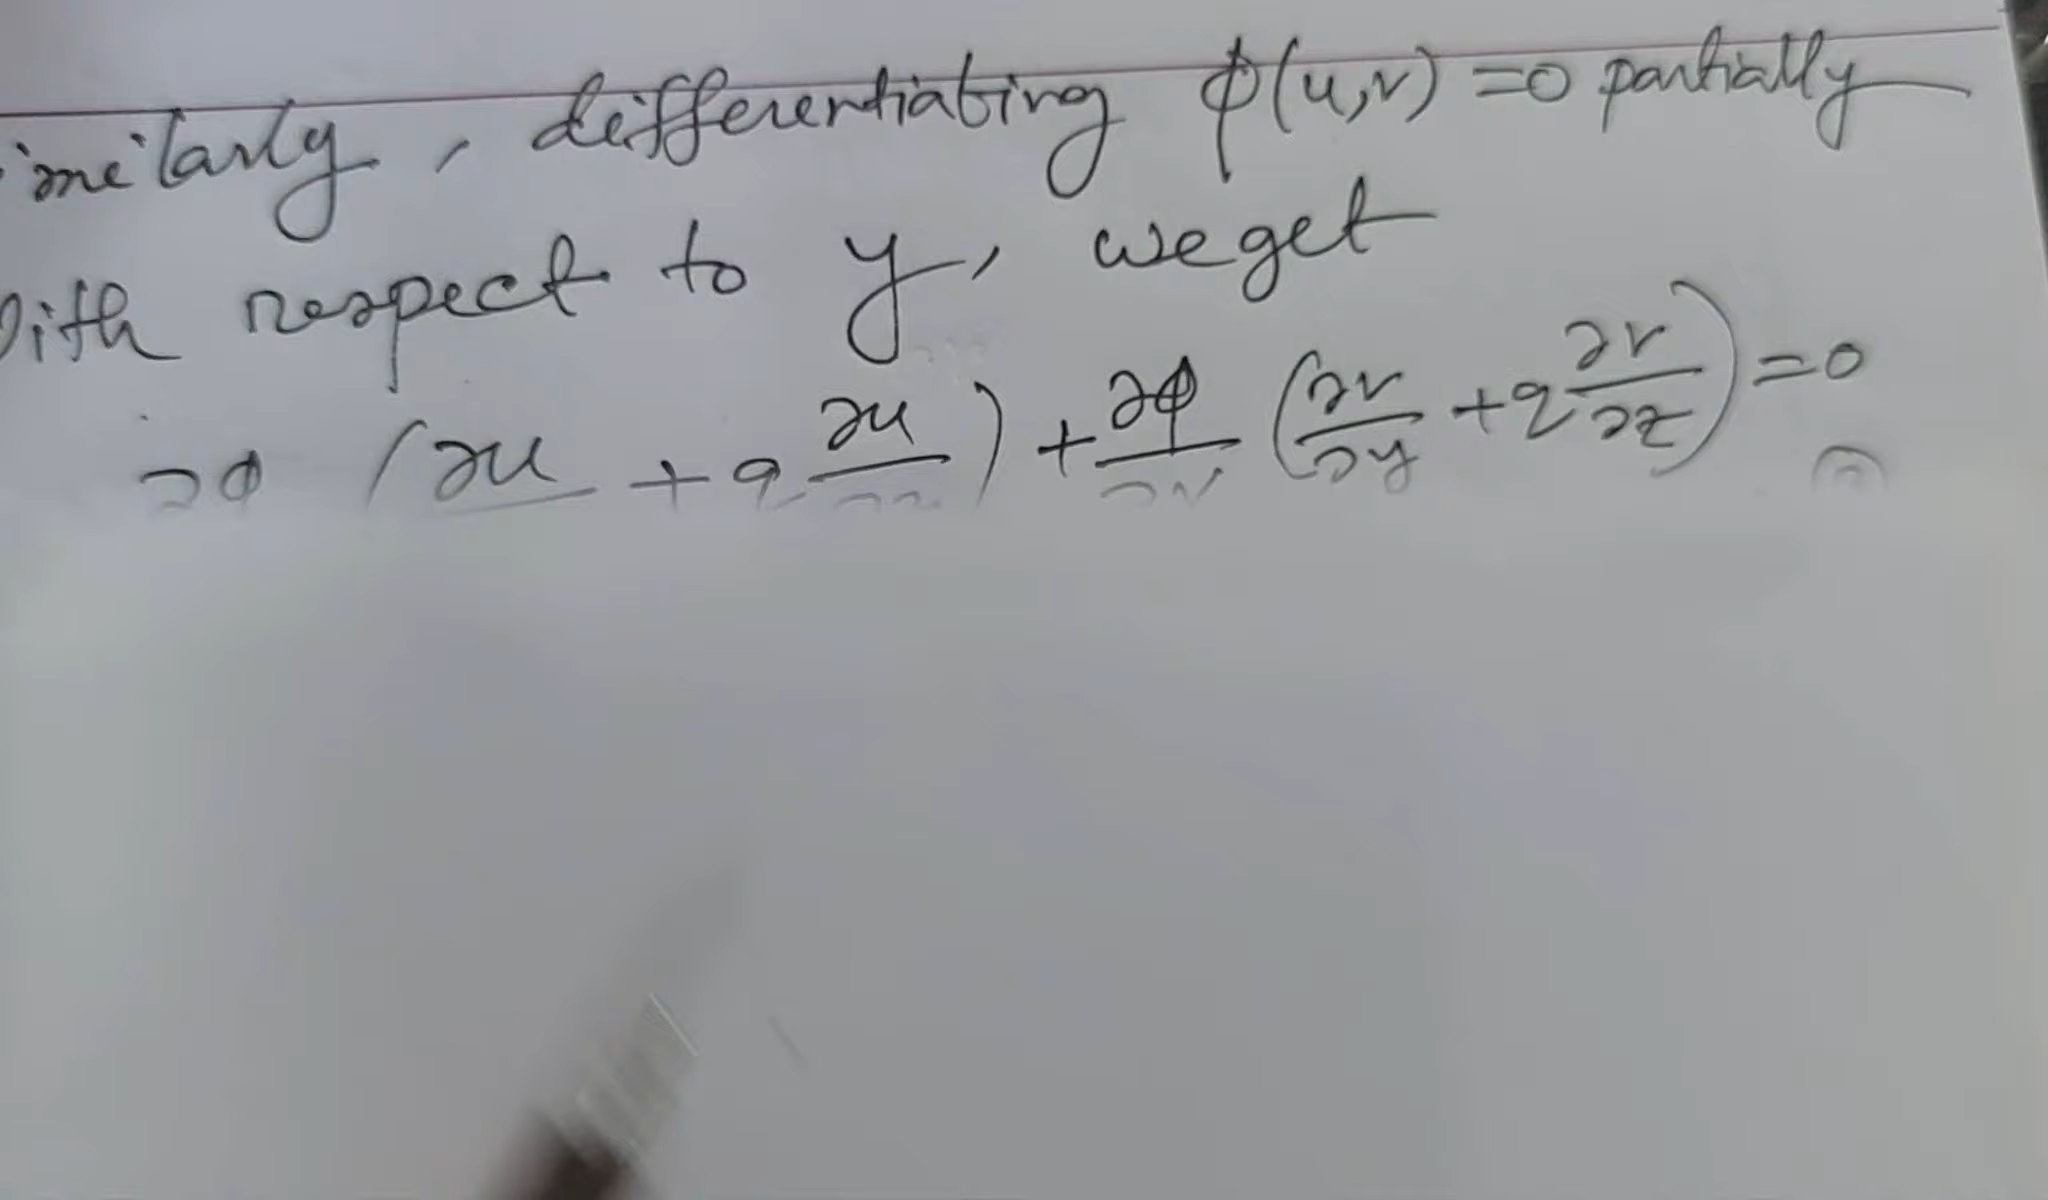 imilarly, differentiating ϕ(u,v) =0 partially
with respect to y, we get
∂ϕ (∂u + q ∂u) + ∂ϕ/∂v (∂v/∂y + q ∂v/∂z) = 0